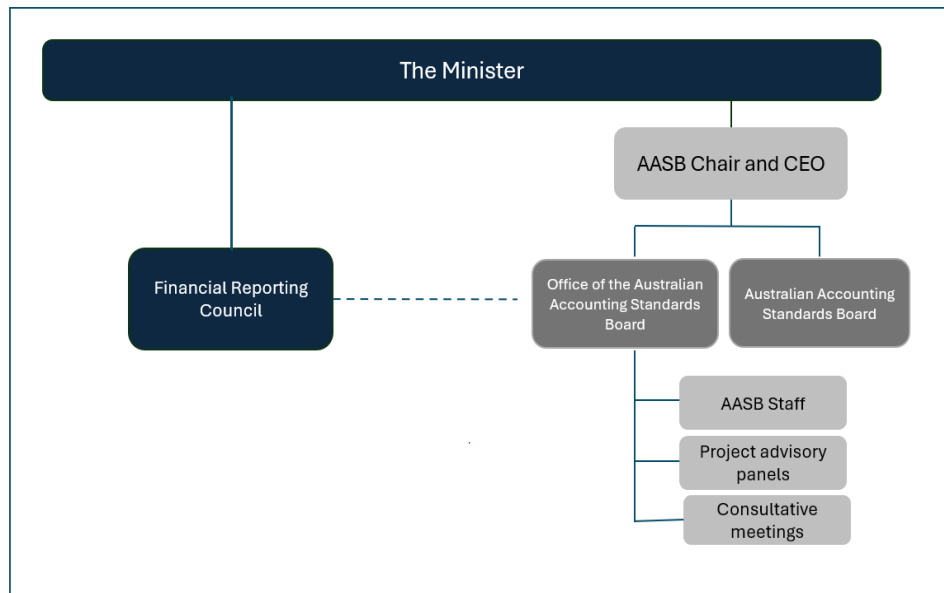 The Minister
AASB Chair and CEO
Financial Reporting
Council
Office of the Australian
Accounting Standards
Board
Australian Accounting
Standards Board
AASB Staff
Project advisory
panels
Consultative
meetings